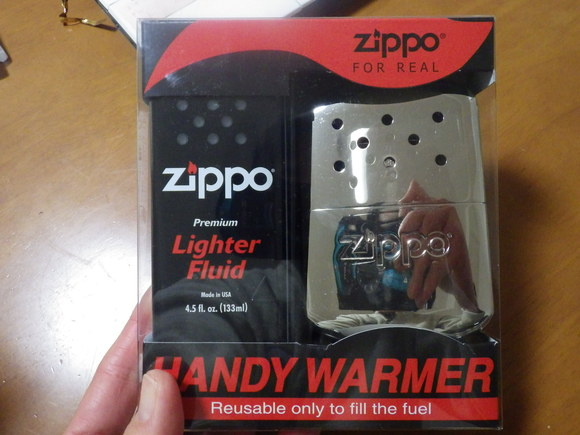 zippo
FOR REAL
zippo
Premium
Lighter
Fluid
Made in USA
4.5 fl. oz. (133ml)
zippo
HANDY WARMER
Reusable only to fill the fuel